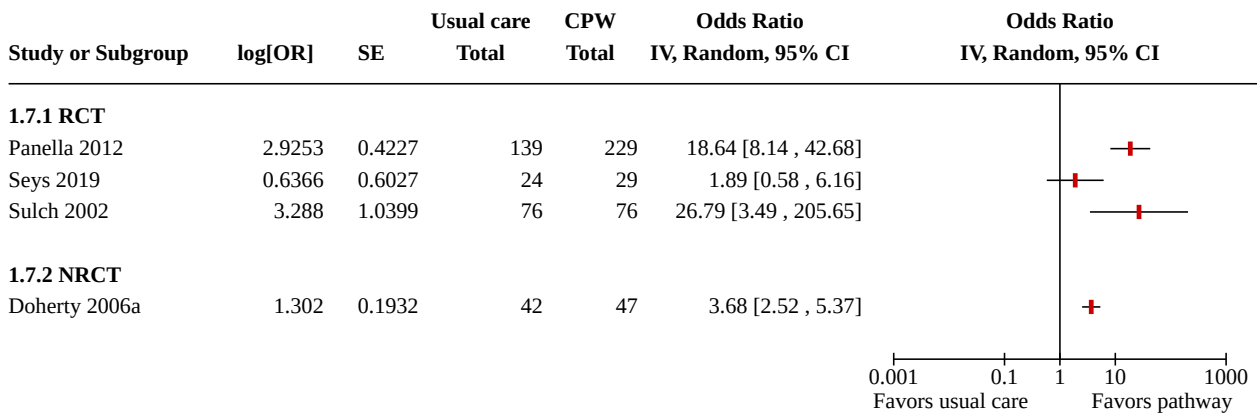 Usual care CPW Odds Ratio Odds Ratio
Study or Subgroup log[OR] SE Total Total IV, Random, 95% CI IV, Random, 95% CI
1.7.1 RCT
Panella 2012 2.9253 0.4227 139 229 18.64 [8.14 , 42.68]
Seys 2019 0.6366 0.6027 24 29 1.89 [0.58 , 6.16]
Sulch 2002 3.288 1.0399 76 76 26.79 [3.49 , 205.65]
1.7.2 NRCT
Doherty 2006a 1.302 0.1932 42 47 3.68 [2.52 , 5.37]
0.001 0.1 1 10 1000
Favors usual care Favors pathway